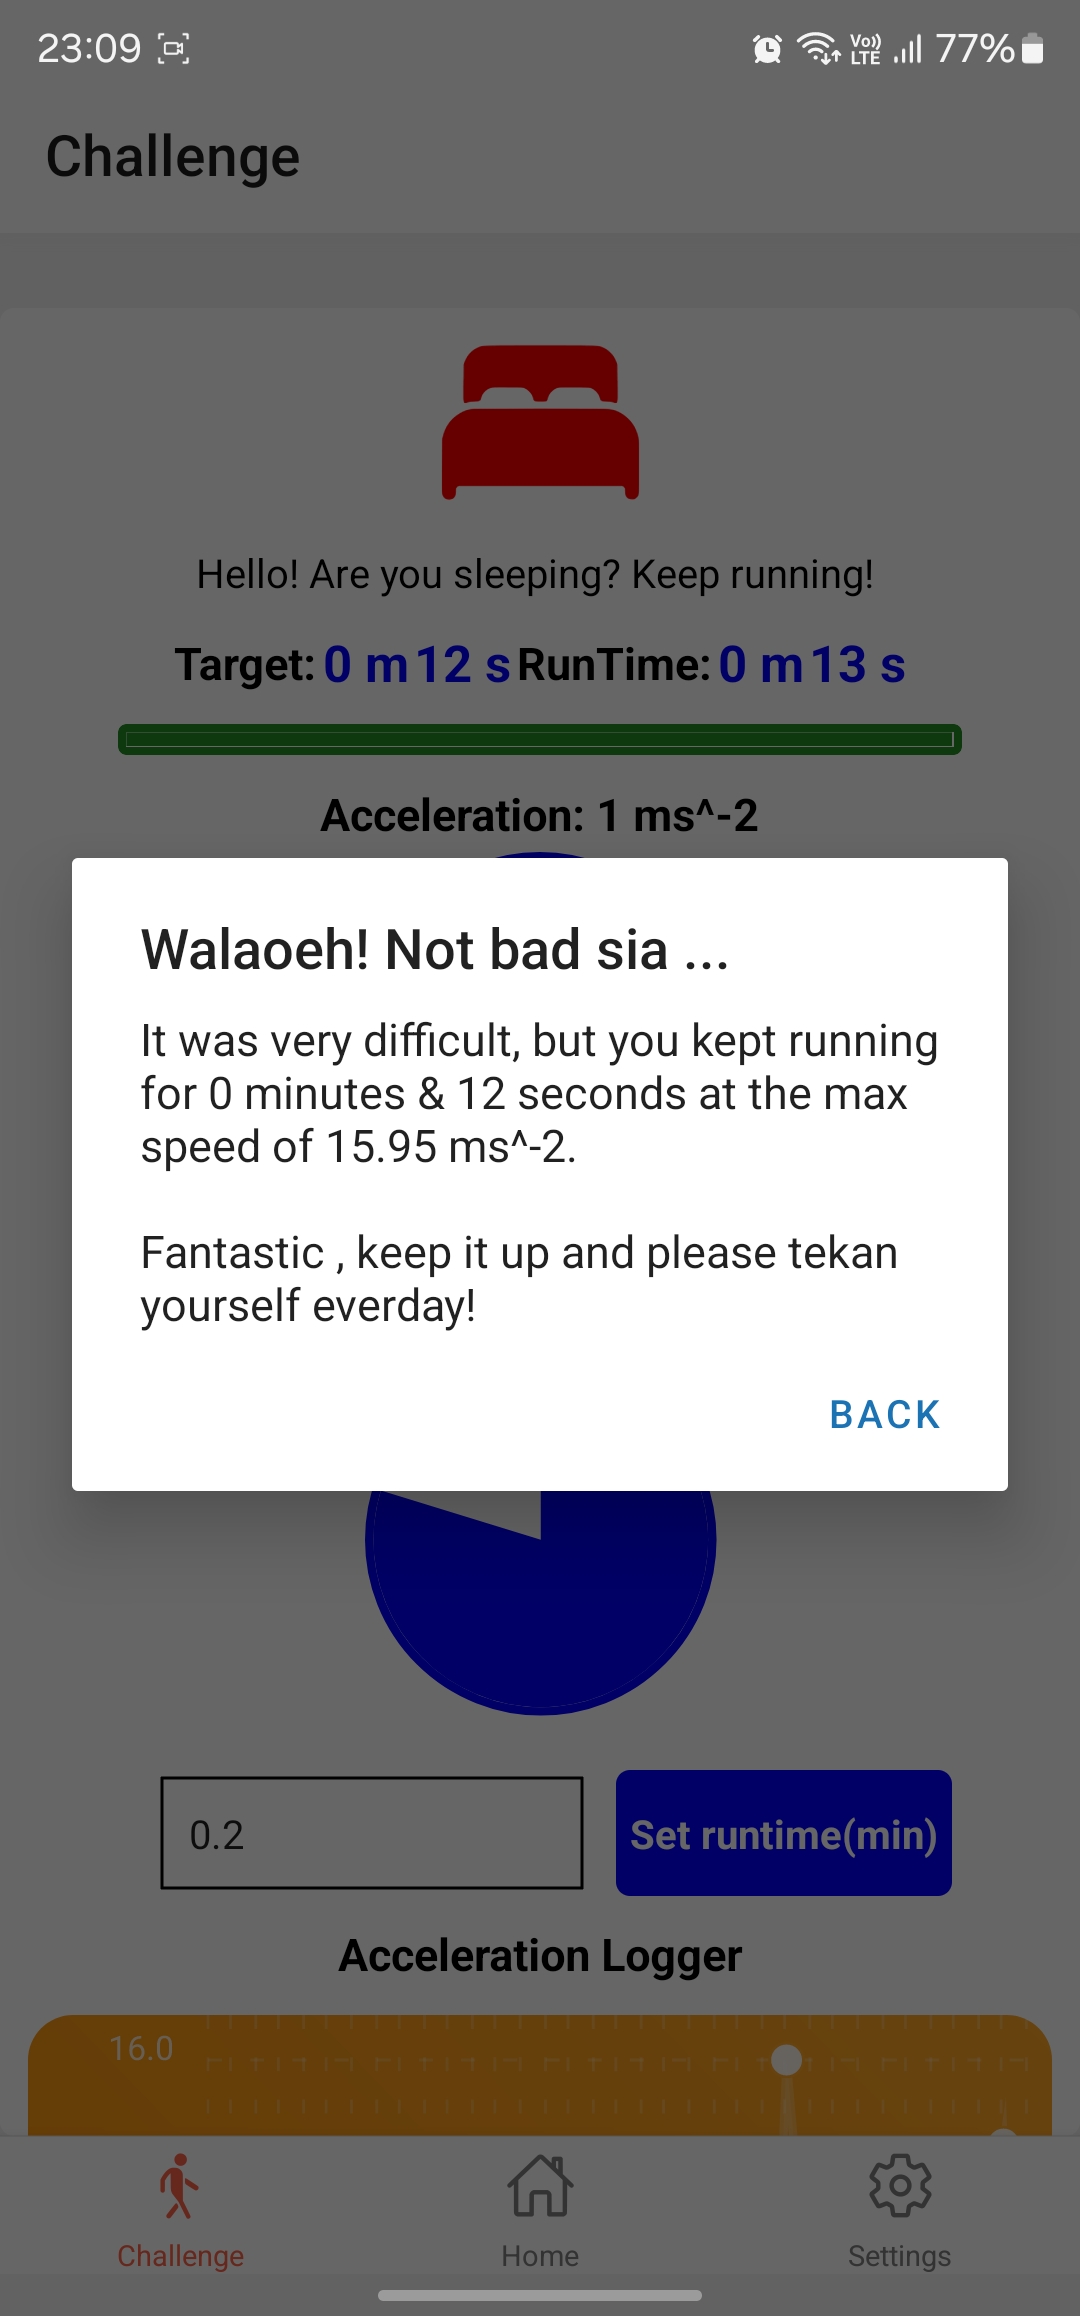 23:09 Vo)) LTE 77%
Challenge
Hello! Are you sleeping? Keep running!
Target: 0 m 12 s RunTime: 0 m 13 s
Acceleration: 1 ms^-2
Walaoeh! Not bad sia ...
It was very difficult, but you kept running
for 0 minutes & 12 seconds at the max
speed of 15.95 ms^-2.
Fantastic , keep it up and please tekan
yourself everday!
BACK
0.2 Set runtime(min)
Acceleration Logger
16.0
Challenge Home Settings